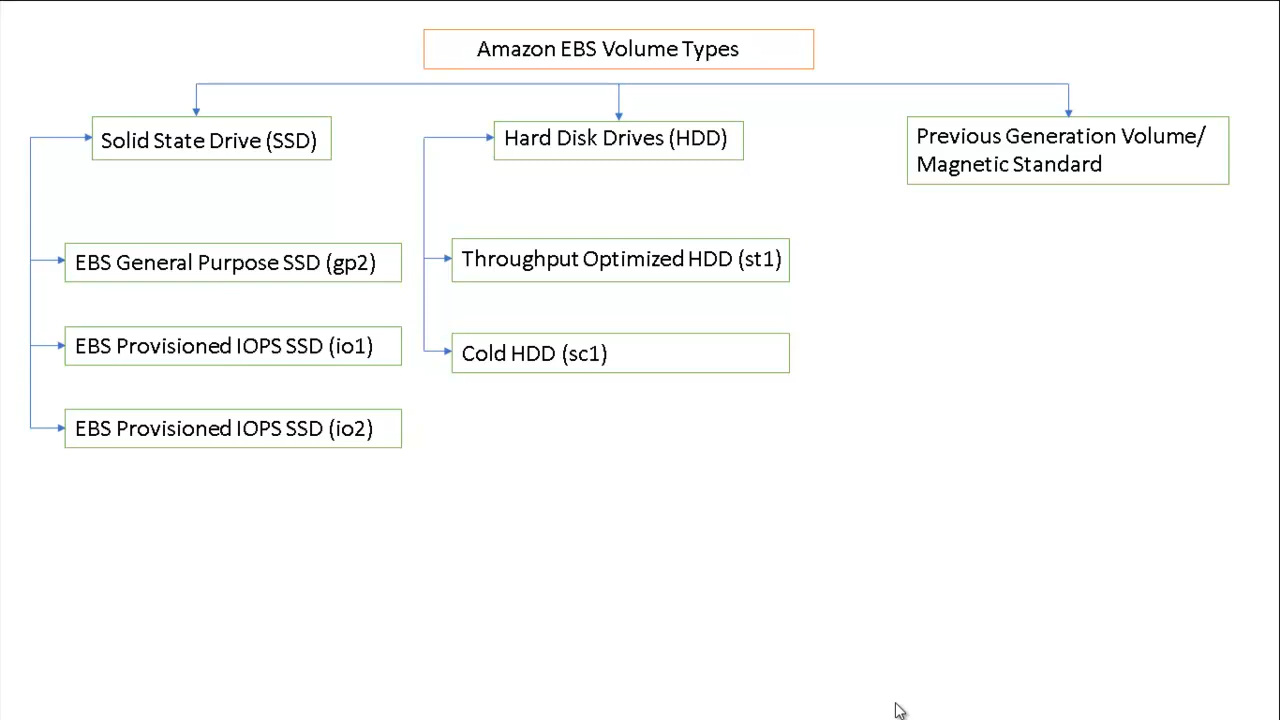 Amazon EBS Volume Types
Solid State Drive (SSD)
EBS General Purpose SSD (gp2)
EBS Provisioned IOPS SSD (io1)
EBS Provisioned IOPS SSD (io2)
Hard Disk Drives (HDD)
Throughput Optimized HDD (st1)
Cold HDD (sc1)
Previous Generation Volume/
Magnetic Standard